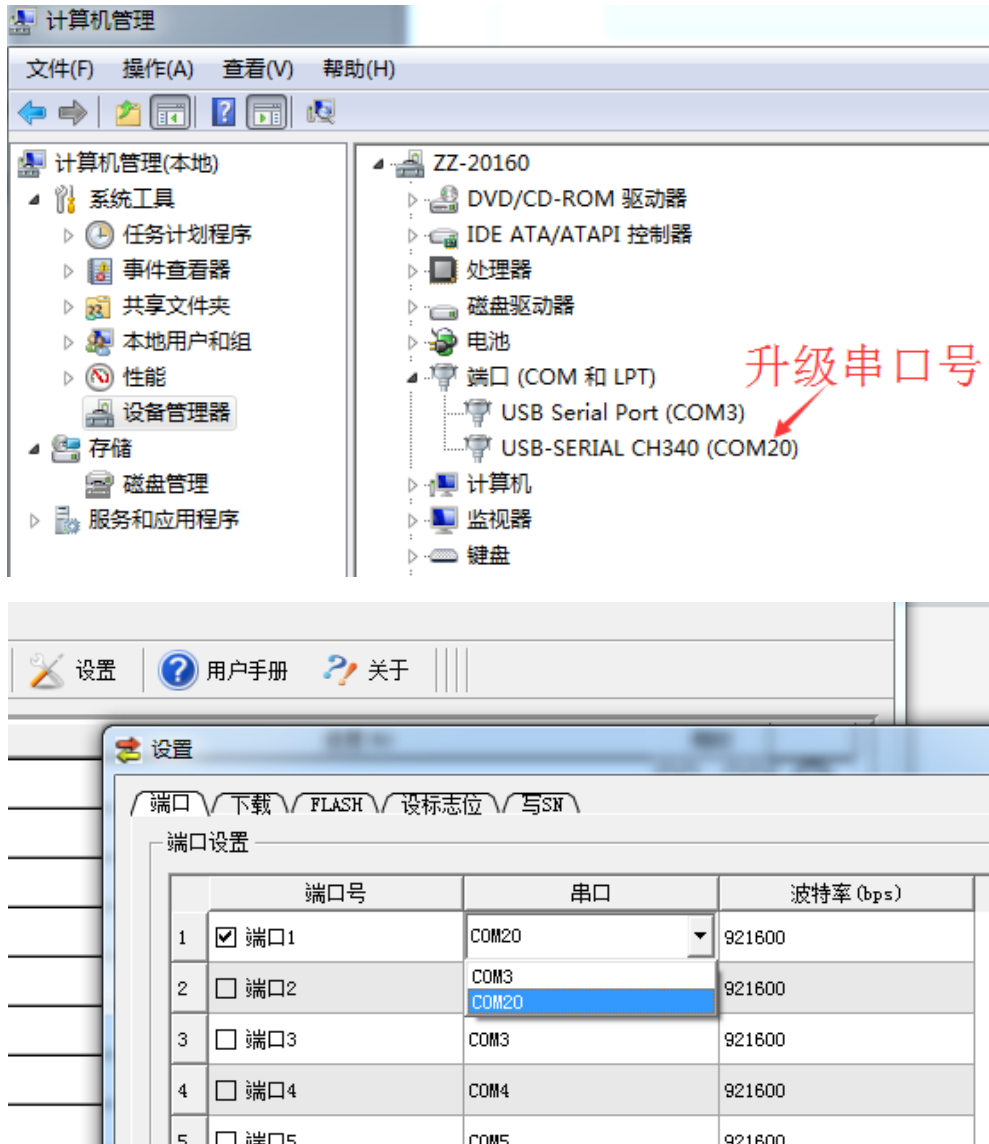 计算机管理
文件(F) 操作(A) 查看(V) 帮助(H)
计算机管理(本地)
系统工具
任务计划程序
事件查看器
共享文件夹
本地用户和组
性能
设备管理器
存储
磁盘管理
服务和应用程序
ZZ-20160
DVD/CD-ROM 驱动器
IDE ATA/ATAPI 控制器
处理器
磁盘驱动器
电池
端口 (COM 和 LPT)
升级串口号
USB Serial Port (COM3)
USB-SERIAL CH340 (COM20)
计算机
监视器
键盘
设置 用户手册 关于
设置
端口 下载 FLASH 设标志位 写SN
端口设置
端口号 串口 波特率(bps)
1 端口1 COM20 921600
COM3
2 端口2 COM20 921600
3 端口3 COM3 921600
4 端口4 COM4 921600
5 端口5 COM5 921600